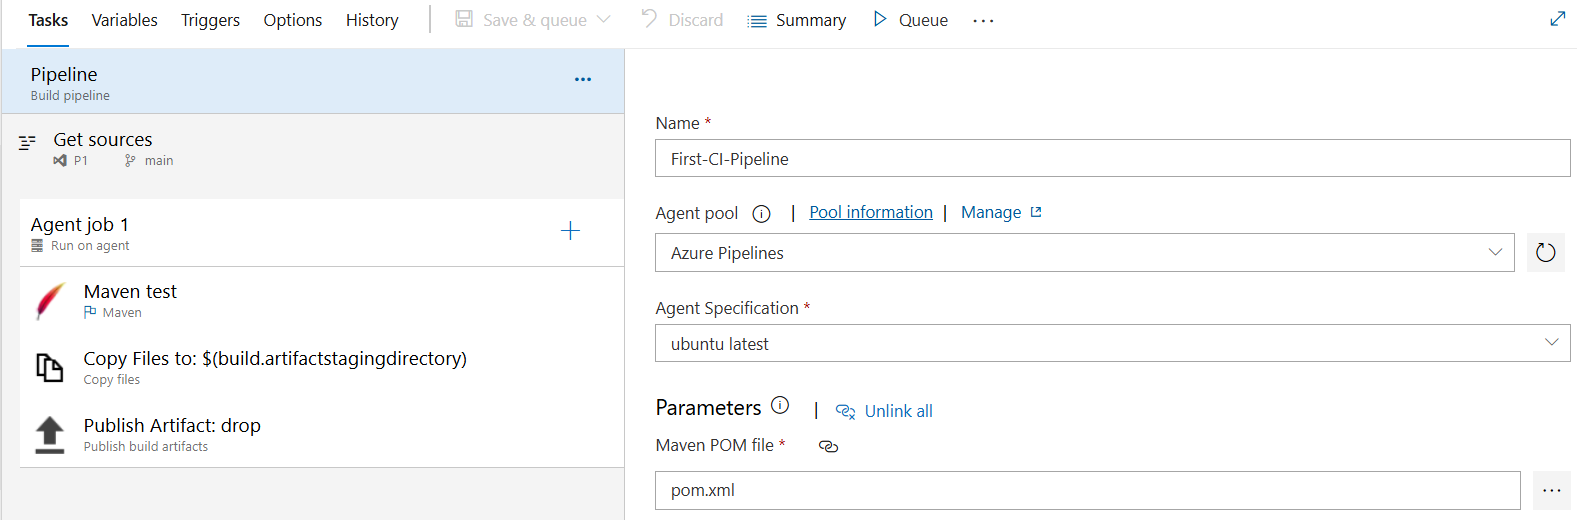 Tasks Variables Triggers Options History Save & queue Discard Summary Queue ...
Pipeline ...
Build pipeline
Get sources
P1 main
Agent job 1
Run on agent
Maven test
Maven
Copy Files to: $(build.artifactstagingdirectory)
Copy files
Publish Artifact: drop
Publish build artifacts
Name *
First-CI-Pipeline
Agent pool | Pool information | Manage
Azure Pipelines
Agent Specification *
ubuntu latest
Parameters | Unlink all
Maven POM file *
pom.xml ...